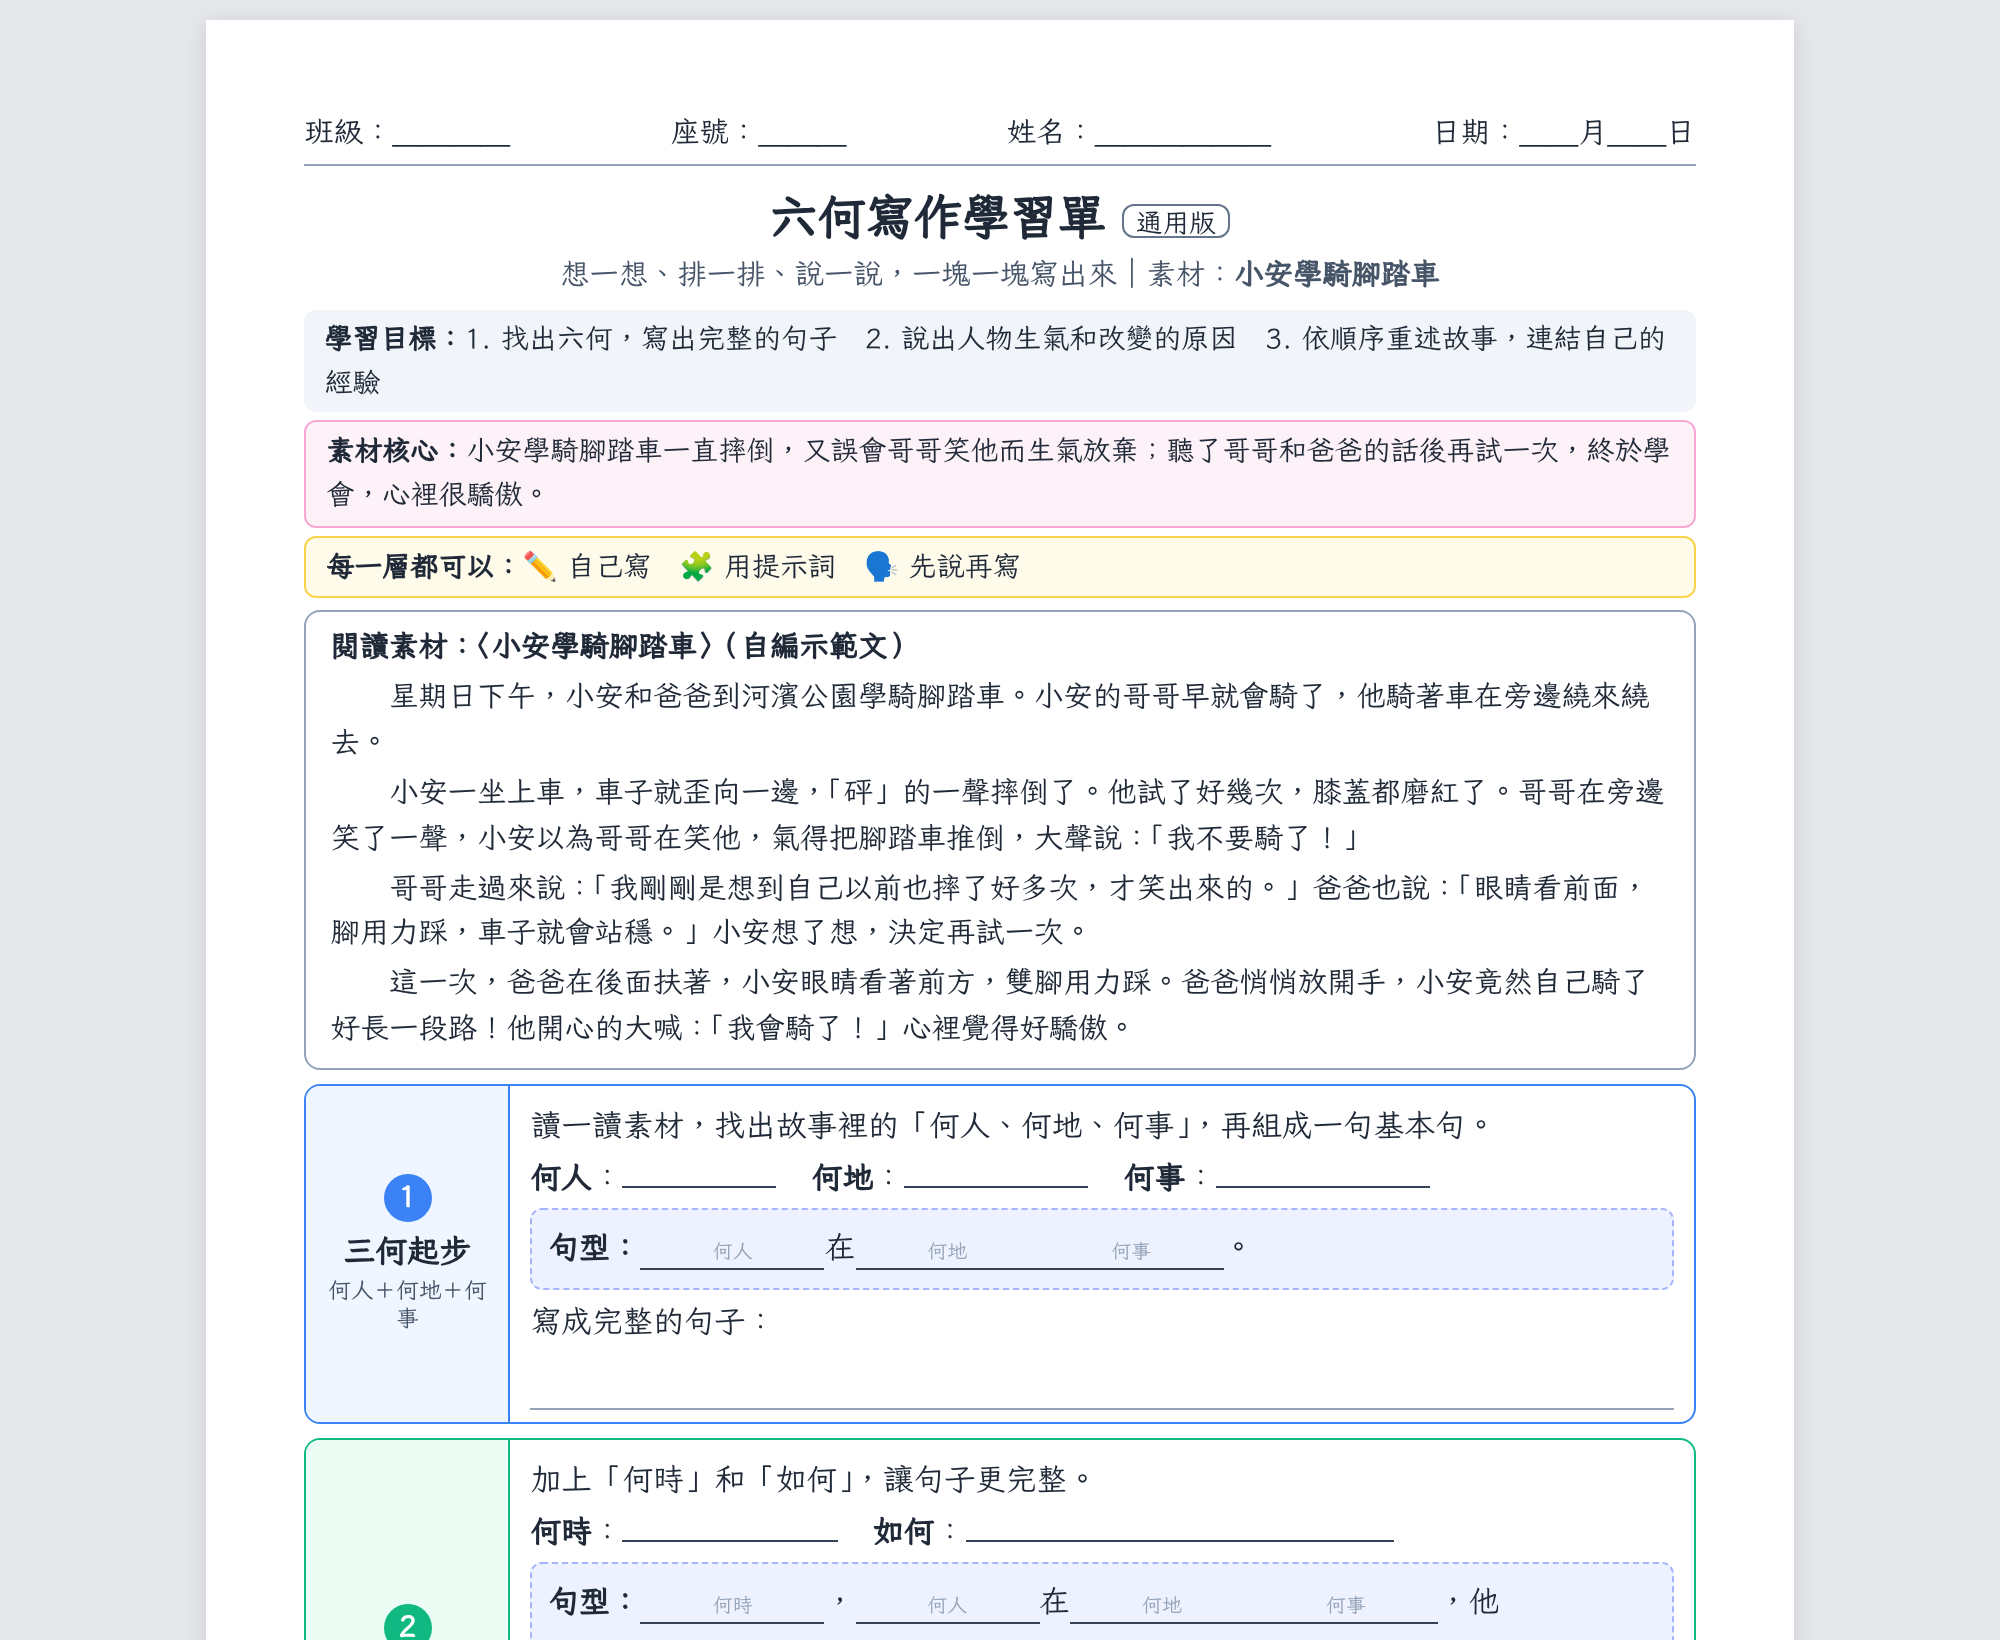 班級：________ 座號：______ 姓名：____________ 日期：____月____日
六何寫作學習單 通用版
想一想、排一排、說一說，一塊一塊寫出來｜素材：小安學騎腳踏車
學習目標：1. 找出六何，寫出完整的句子 2. 說出人物生氣和改變的原因 3. 依順序重述故事，連結自己的
經驗
素材核心：小安學騎腳踏車一直摔倒，又誤會哥哥笑他而生氣放棄；聽了哥哥和爸爸的話後再試一次，終於學
會，心裡很驕傲。
每一層都可以：✏️ 自己寫 🧩 用提示詞 🗣️ 先說再寫
閱讀素材：〈小安學騎腳踏車〉（自編示範文）
星期日下午，小安和爸爸到河濱公園學騎腳踏車。小安的哥哥早就會騎了，他騎著車在旁邊繞來繞
去。
小安一坐上車，車子就歪向一邊，「砰」的一聲摔倒了。他試了好幾次，膝蓋都磨紅了。哥哥在旁邊
笑了一聲，小安以為哥哥在笑他，氣得把腳踏車推倒，大聲說：「我不要騎了！」
哥哥走過來說：「我剛剛是想到自己以前也摔了好多次，才笑出來的。」爸爸也說：「眼睛看前面，
腳用力踩，車子就會站穩。」小安想了想，決定再試一次。
這一次，爸爸在後面扶著，小安眼睛看著前方，雙腳用力踩。爸爸悄悄放開手，小安竟然自己騎了
好長一段路！他開心的大喊：「我會騎了！」心裡覺得好驕傲。
1
三何起步
何人＋何地＋何
事
讀一讀素材，找出故事裡的「何人、何地、何事」，再組成一句基本句。
何人： 何地： 何事：
句型：何人在何地何事。
寫成完整的句子：
2
加上「何時」和「如何」，讓句子更完整。
何時： 如何：
句型：何時，何人在何地何事，他